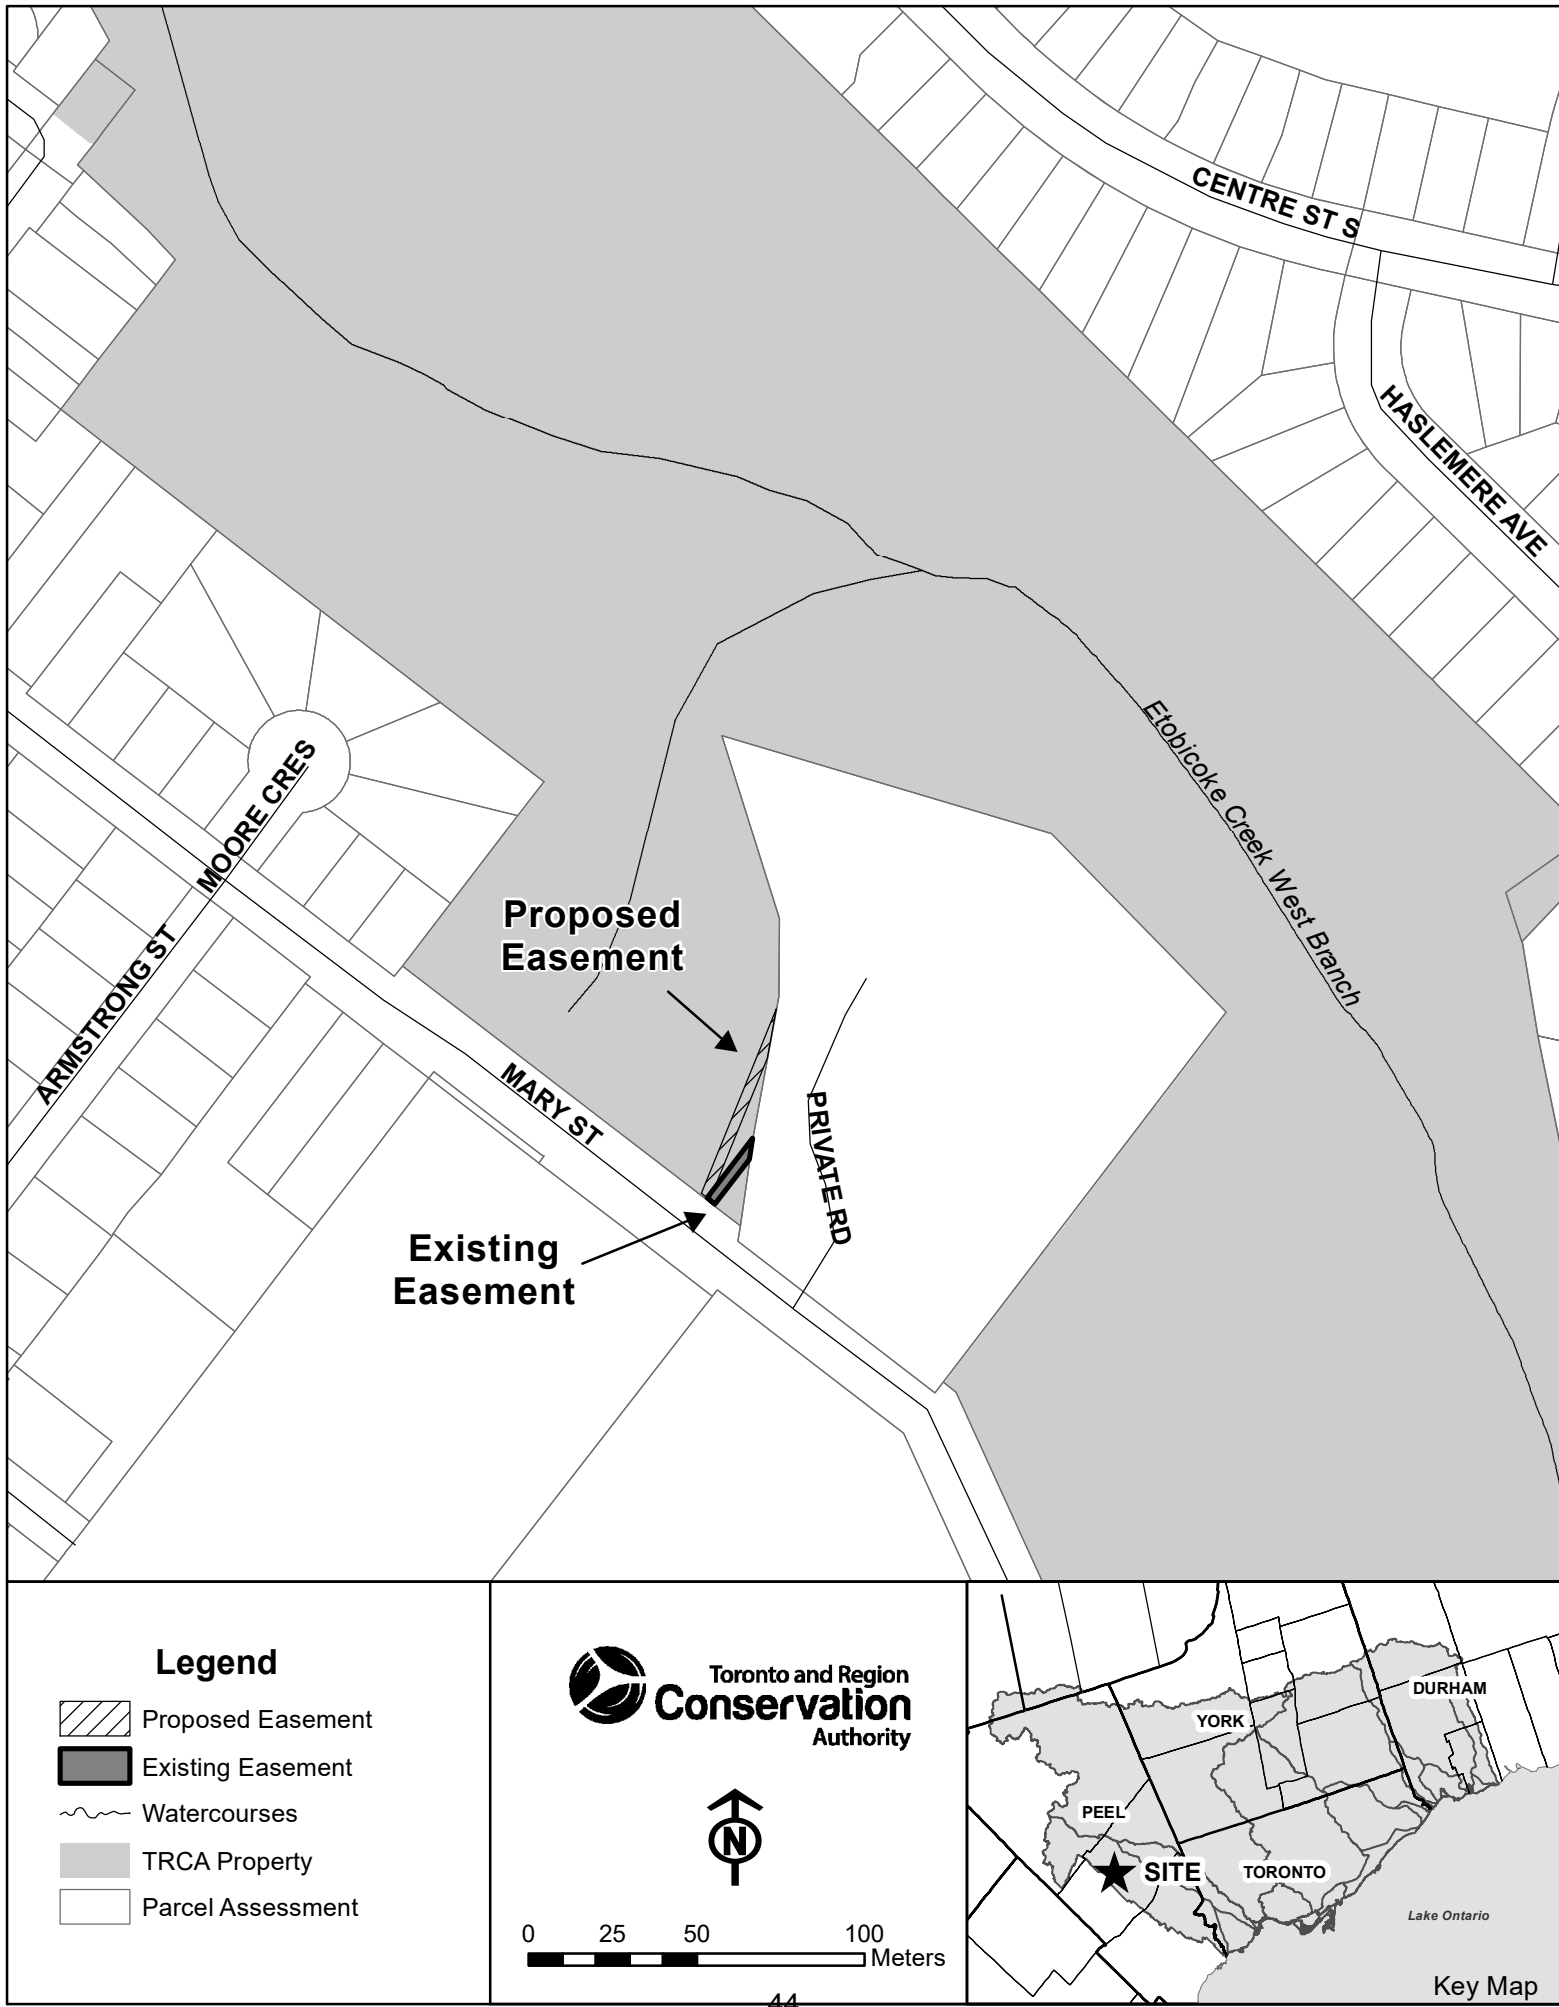 CENTRE ST S
HASLEMERE AVE
Etobicoke Creek West Branch
MOORE CRES
ARMSTRONG ST
Proposed
Easement
MARY ST
PRIVATE RD
Existing
Easement
Legend
Proposed Easement
Existing Easement
Watercourses
TRCA Property
Parcel Assessment
Toronto and Region
Conservation
Authority
N
0 25 50 100
Meters
44
DURHAM
YORK
PEEL
SITE
TORONTO
Lake Ontario
Key Map